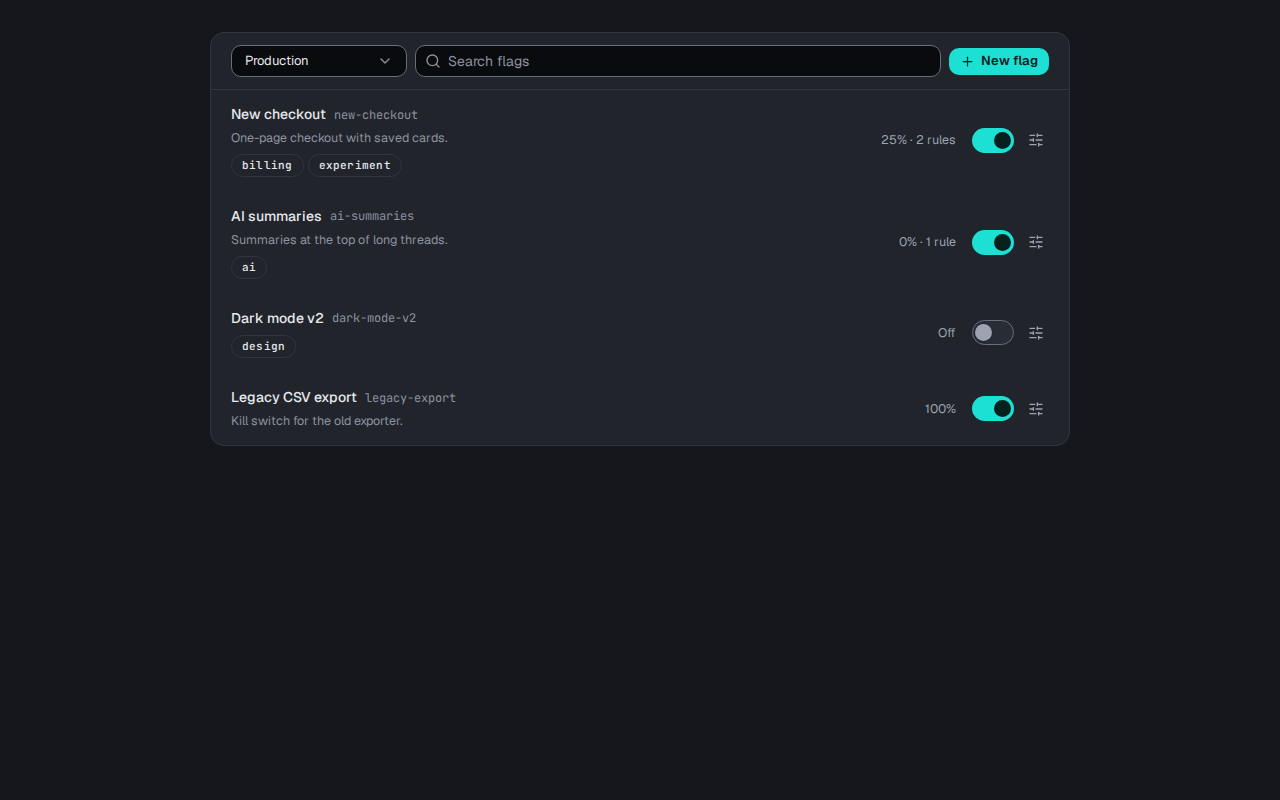 Production
Search flags
New flag
New checkout new-checkout
One-page checkout with saved cards.
billing experiment
25% · 2 rules
AI summaries ai-summaries
Summaries at the top of long threads.
ai
0% · 1 rule
Dark mode v2 dark-mode-v2
design
Off
Legacy CSV export legacy-export
Kill switch for the old exporter.
100%